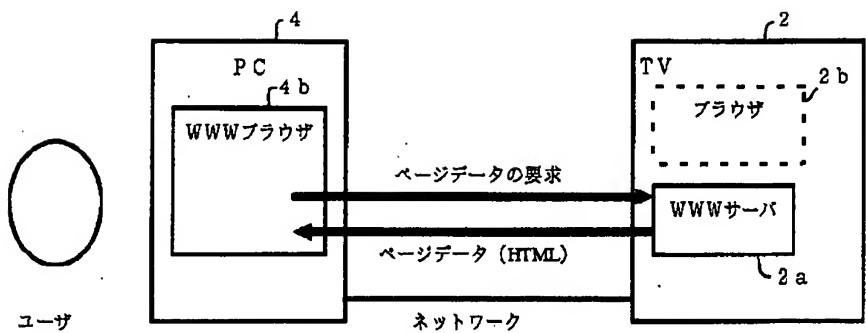 4
2
PC
TV
4b
2b
WWWブラウザ
ブラウザ
ページデータの要求
WWWサーバ
ページデータ (HTML)
2a
ユーザ
ネットワーク